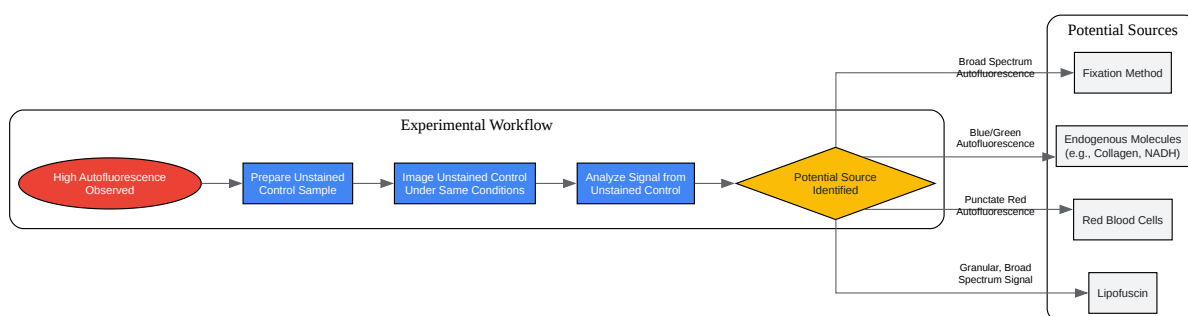 Potential Sources
Broad Spectrum
Autofluorescence
Fixation Method
Experimental Workflow
Blue/Green
Autofluorescence
Endogenous Molecules
(e.g., Collagen, NADH)
High Autofluorescence
Observed
Prepare Unstained
Control Sample
Image Unstained Control
Under Same Conditions
Analyze Signal from
Unstained Control
Potential Source
Identified
Punctate Red
Autofluorescence
Red Blood Cells
Granular, Broad
Spectrum Signal
Lipofuscin